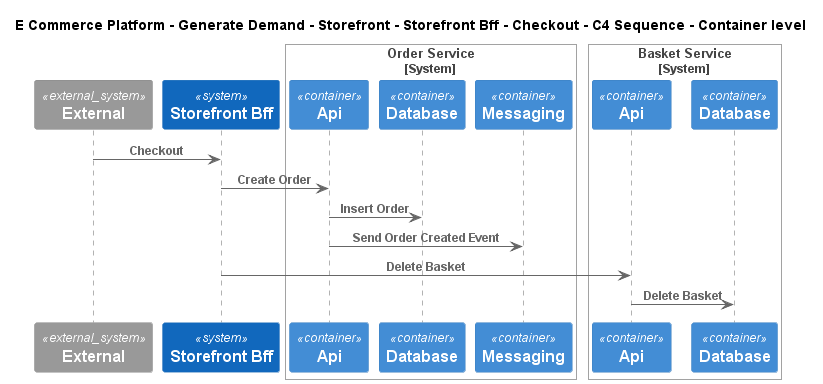 E Commerce Platform - Generate Demand - Storefront - Storefront Bff - Checkout - C4 Sequence - Container level
Order Service
[System]
Basket Service
[System]
«external_system»
External
«system»
Storefront Bff
«container»
Api
«container»
Database
«container»
Messaging
«container»
Api
«container»
Database
Checkout
Create Order
Insert Order
Send Order Created Event
Delete Basket
Delete Basket
«external_system»
External
«system»
Storefront Bff
«container»
Api
«container»
Database
«container»
Messaging
«container»
Api
«container»
Database